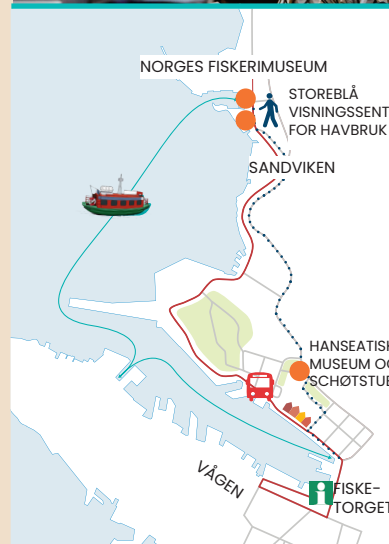 NORGES FISKERIMUSEUM
STOREBLÅ
VISNINGSSENT
FOR HAVBRUK
SANDVIKEN
HANSEATISK
MUSEUM OG
SCHØTSTUE
VÅGEN
i
FISKE-
TORGET